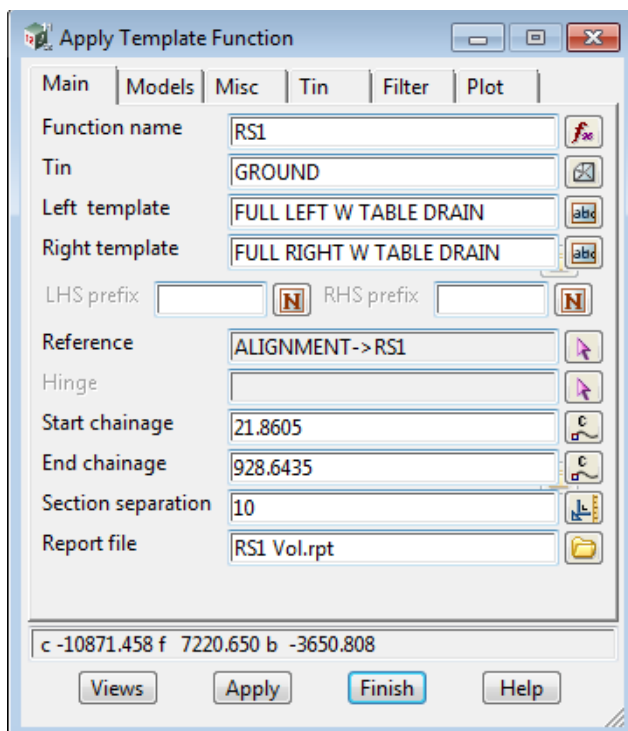 Apply Template Function
Main Models Misc Tin Filter Plot
Function name RS1
Tin GROUND
Left template FULL LEFT W TABLE DRAIN abc
Right template FULL RIGHT W TABLE DRAIN abc
LHS prefix N RHS prefix N
Reference ALIGNMENT->RS1
Hinge
Start chainage 21.8605 c
End chainage 928.6435 c
Section separation 10
Report file RS1 Vol.rpt
c -10871.458 f 7220.650 b -3650.808
Views Apply Finish Help